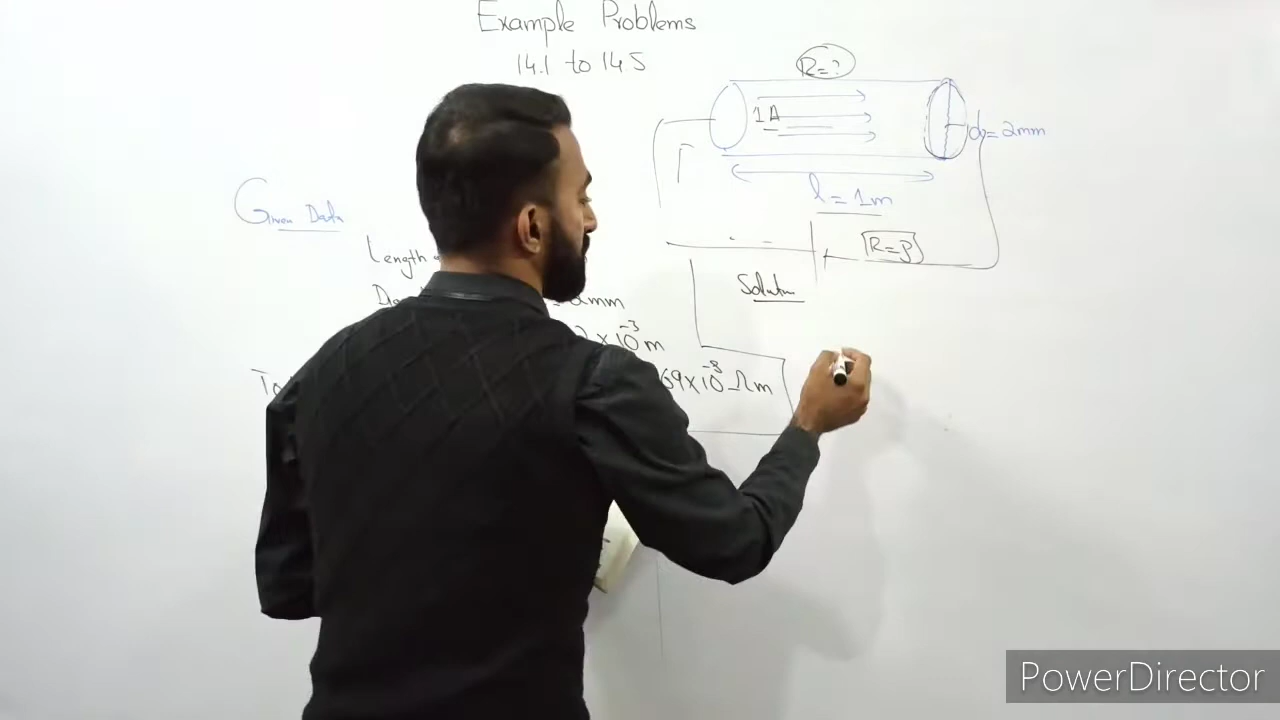 Example Problems
14.1 to 14.5
R=?
1A
d=2mm
l=1m
Given Data
R=ρ
Length
Solution
2mm
2×10⁻³m
69×10⁻⁸Ωm
PowerDirector